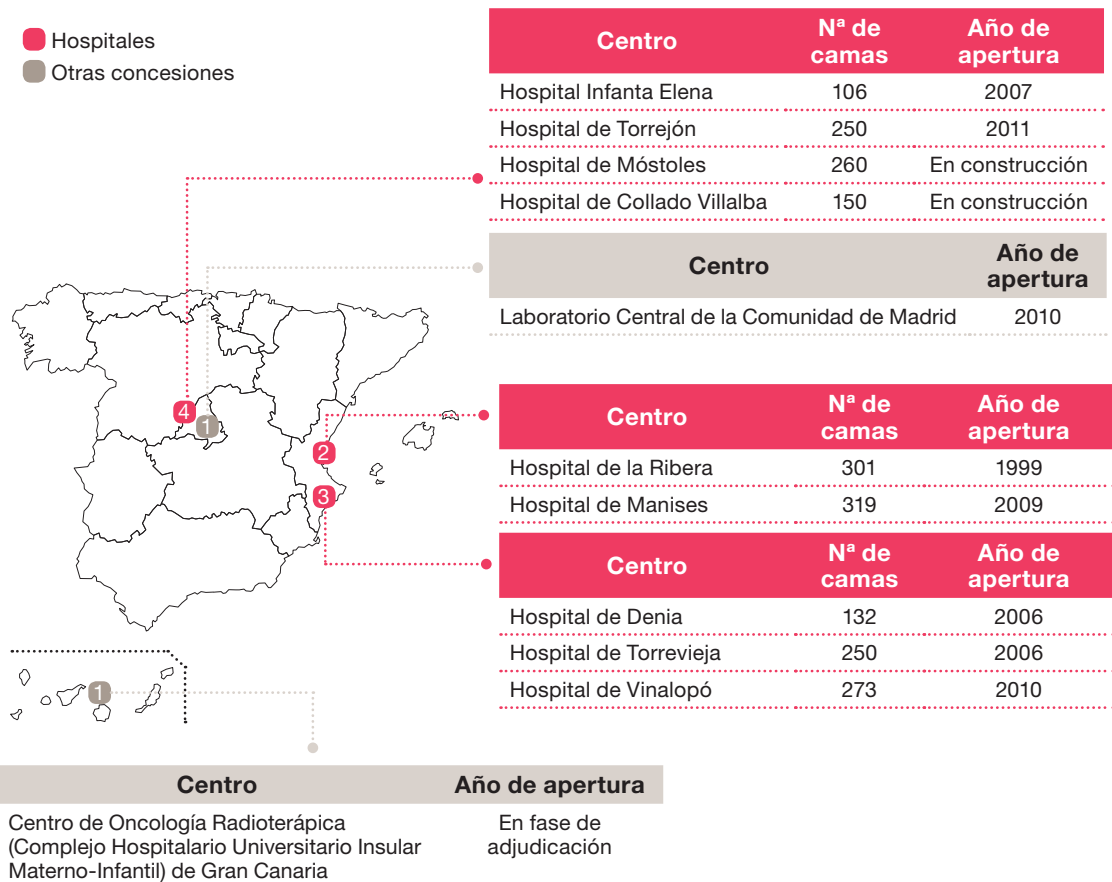 Hospitales
Otras concesiones
Centro Nª de camas Año de apertura
Hospital Infanta Elena 106 2007
Hospital de Torrejón 250 2011
Hospital de Móstoles 260 En construcción
Hospital de Collado Villalba 150 En construcción
Centro Año de apertura
Laboratorio Central de la Comunidad de Madrid 2010
4
1
2
3
Centro Nª de camas Año de apertura
Hospital de la Ribera 301 1999
Hospital de Manises 319 2009
Centro Nª de camas Año de apertura
Hospital de Denia 132 2006
Hospital de Torrevieja 250 2006
Hospital de Vinalopó 273 2010
1
Centro Año de apertura
Centro de Oncología Radioterápica En fase de
(Complejo Hospitalario Universitario Insular adjudicación
Materno-Infantil) de Gran Canaria